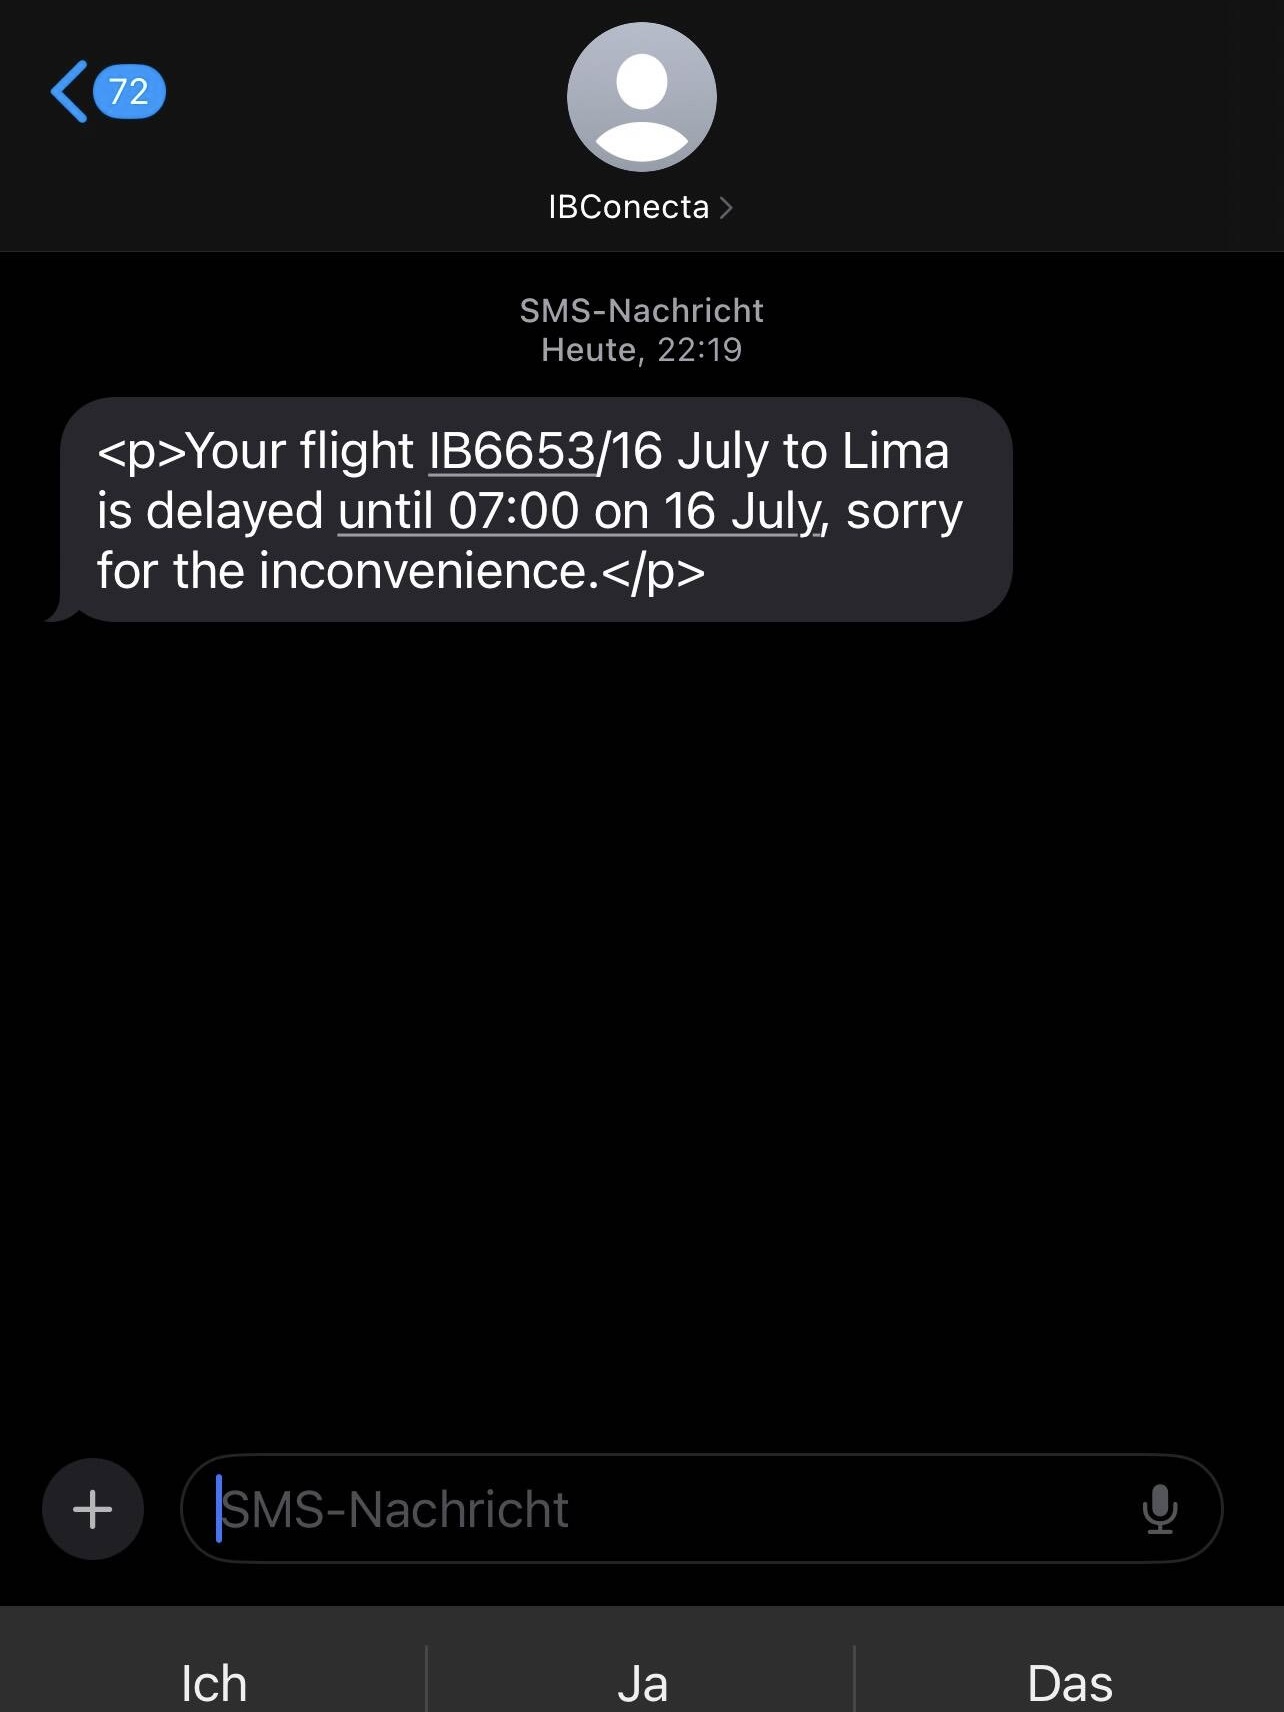 72
IBConecta
SMS-Nachricht
Heute, 22:19
<p>Your flight IB6653/16 July to Lima
is delayed until 07:00 on 16 July, sorry
for the inconvenience.</p>
SMS-Nachricht
Ich
Ja
Das